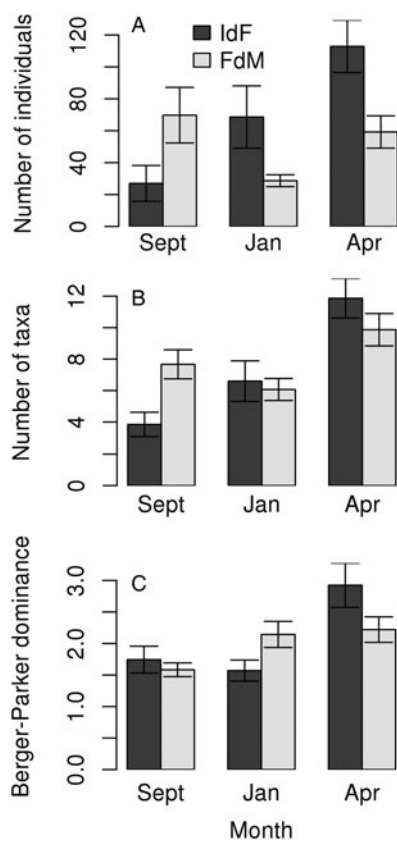 A
IdF
FdM
Number of individuals
120
80
40
0
Sept Jan Apr
B
Number of taxa
12
8
4
0
Sept Jan Apr
C
Berger-Parker dominance
3.0
2.0
1.0
0.0
Sept Jan Apr
Month